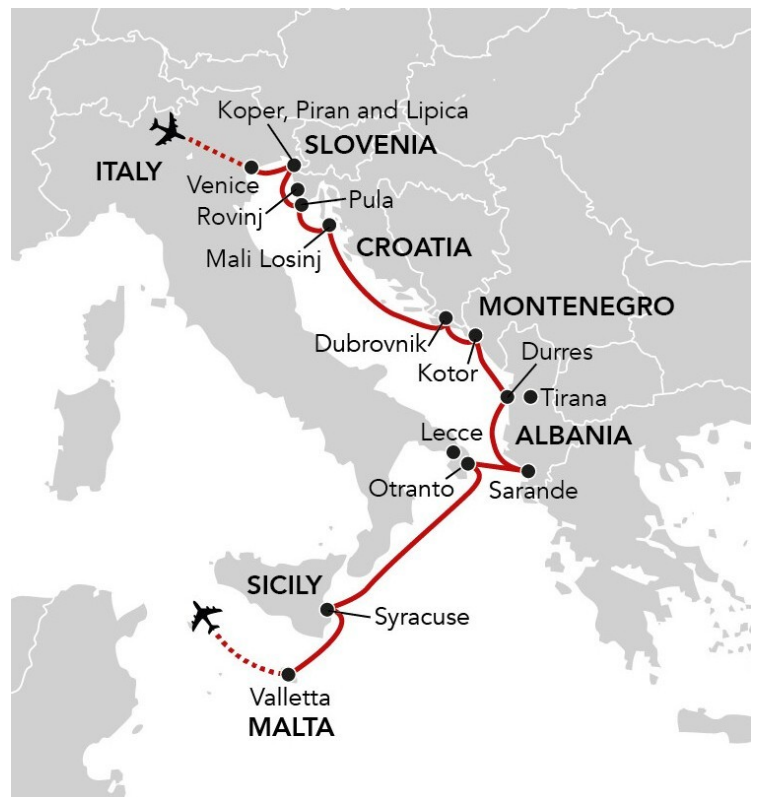 Koper, Piran and Lipica
SLOVENIA
ITALY
Venice
Rovinj
Pula
Mali Losinj
CROATIA
MONTENEGRO
Dubrovnik
Kotor
Durres
Tirana
Lecce
ALBANIA
Otranto
Sarande
SICILY
Syracuse
Valletta
MALTA